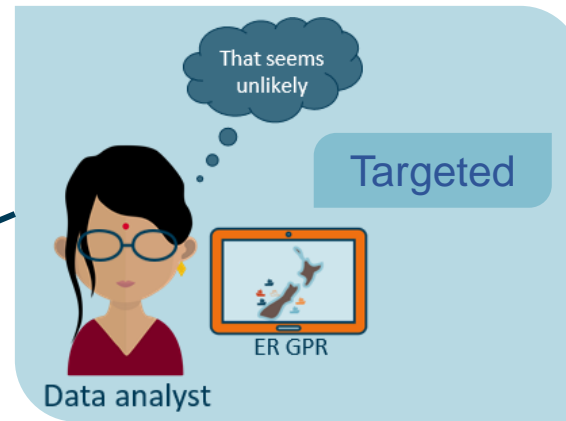 That seems
unlikely
Targeted
ER GPR
Data analyst